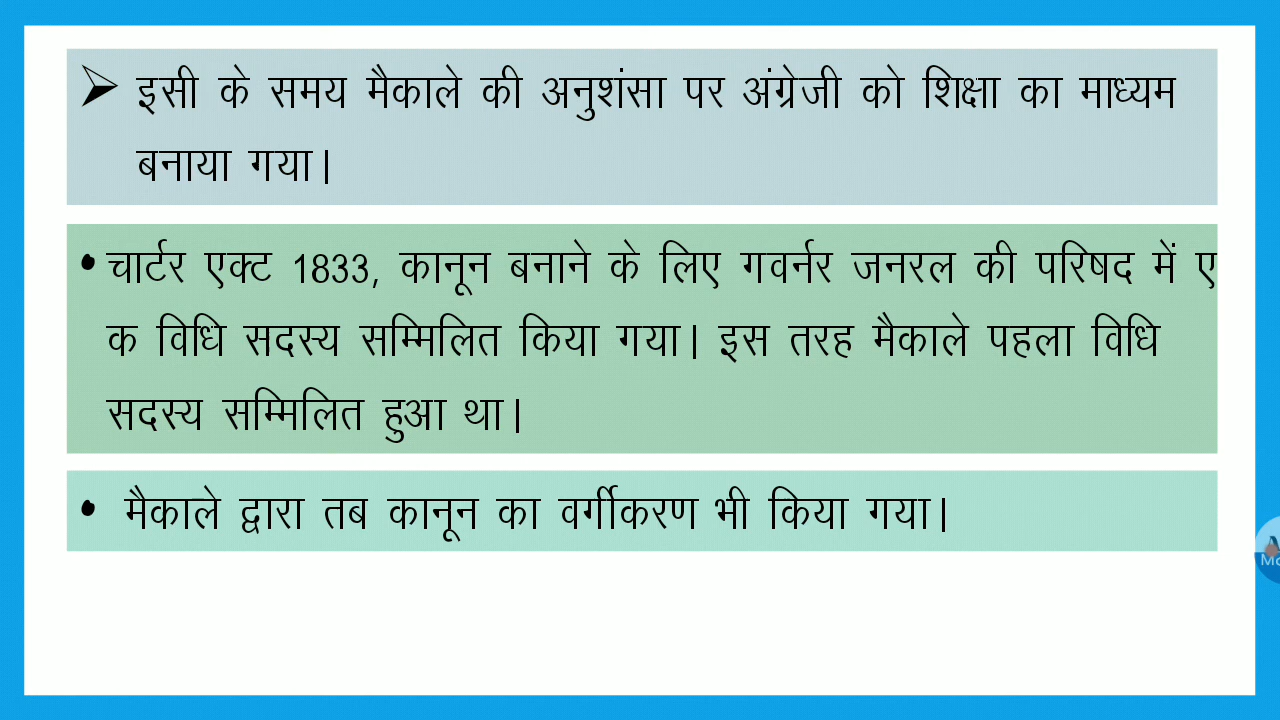 ➢ इसी के समय मैकाले की अनुशंसा पर अंग्रेजी को शिक्षा का माध्यम
बनाया गया।
• चार्टर एक्ट 1833, कानून बनाने के लिए गवर्नर जनरल की परिषद में ए
क विधि सदस्य सम्मिलित किया गया। इस तरह मैकाले पहला विधि
सदस्य सम्मिलित हुआ था।
• मैकाले द्वारा तब कानून का वर्गीकरण भी किया गया।